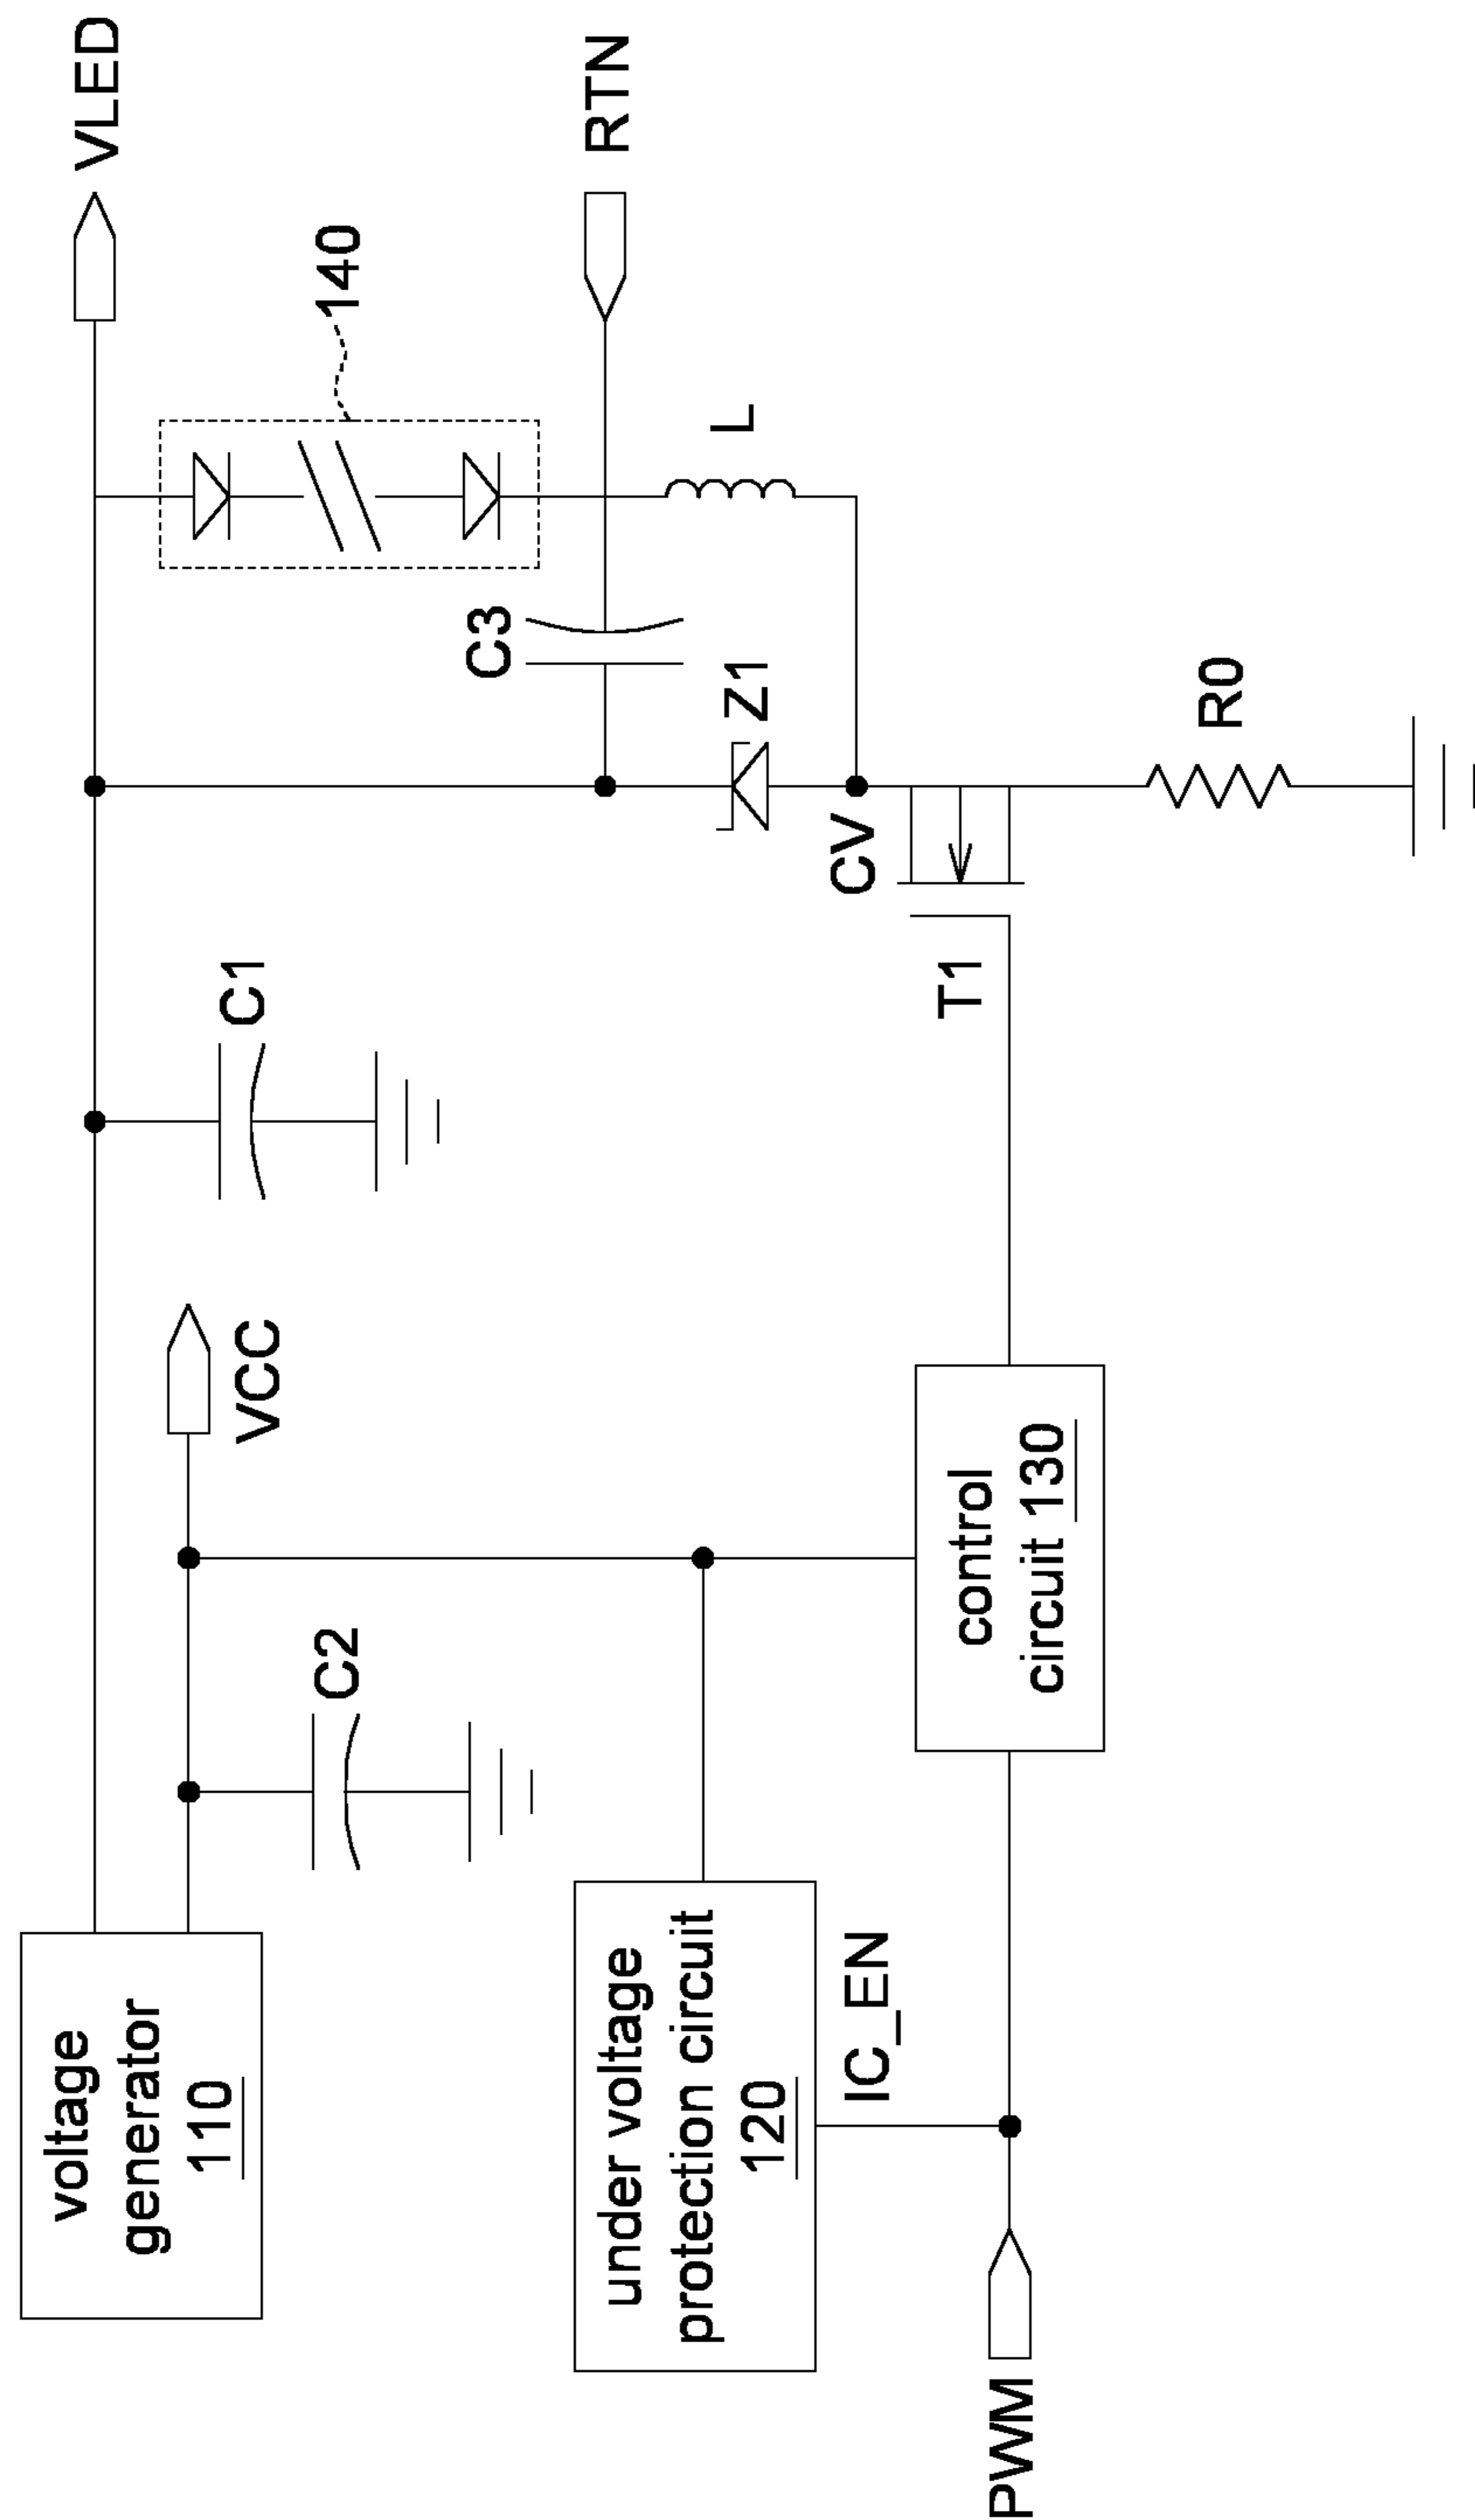 voltage
generator
110
VCC
C2
C1
VLED
140
C3
RTN
Z1
L
CV
T1
R0
under voltage
protection circuit
120
IC_EN
control
circuit 130
PWM